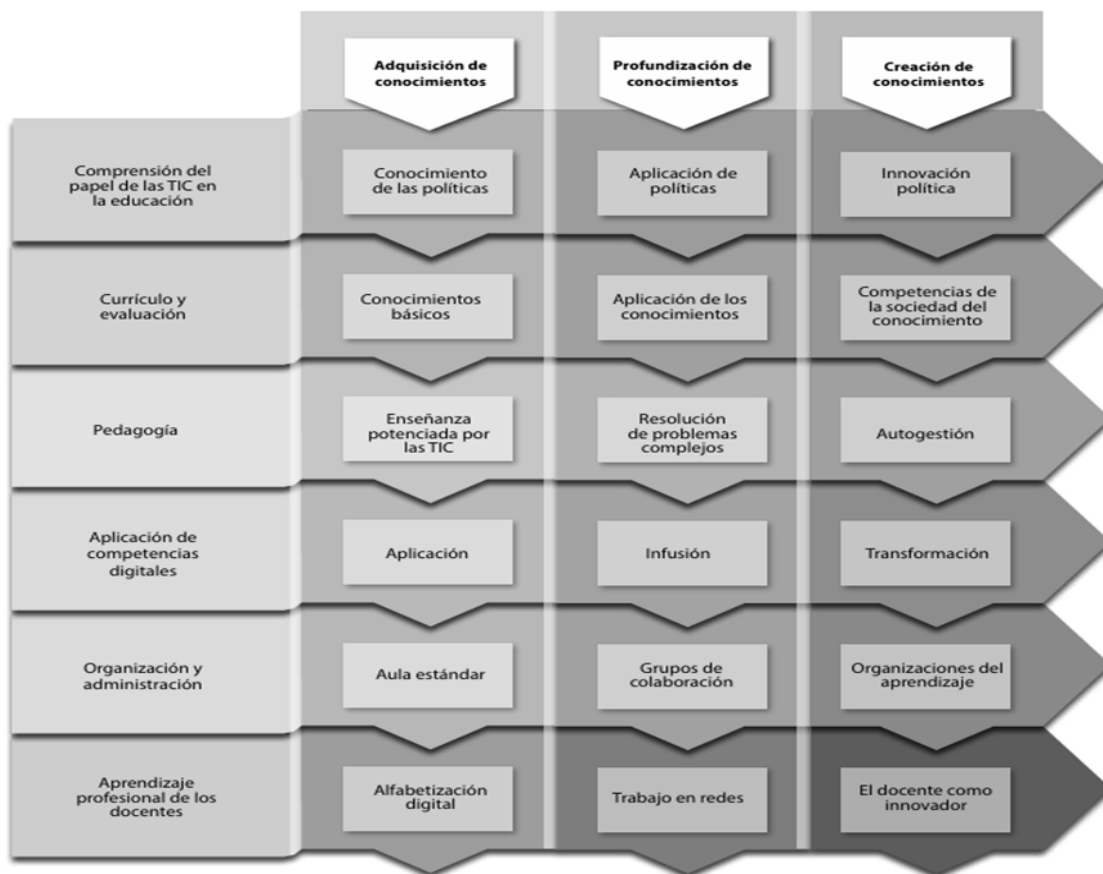 Adquisición de
conocimientos
Profundización de
conocimientos
Creación de
conocimientos
Comprensión del
papel de las TIC en
la educación
Conocimiento
de las políticas
Aplicación de
políticas
Innovación
política
Currículo y
evaluación
Conocimientos
básicos
Aplicación de los
conocimientos
Competencias de
la sociedad del
conocimiento
Pedagogía
Enseñanza
potenciada por
las TIC
Resolución
de problemas
complejos
Autogestión
Aplicación de
competencias
digitales
Aplicación
Infusión
Transformación
Organización y
administración
Aula estándar
Grupos de
colaboración
Organizaciones del
aprendizaje
Aprendizaje
profesional de los
docentes
Alfabetización
digital
Trabajo en redes
El docente como
innovador